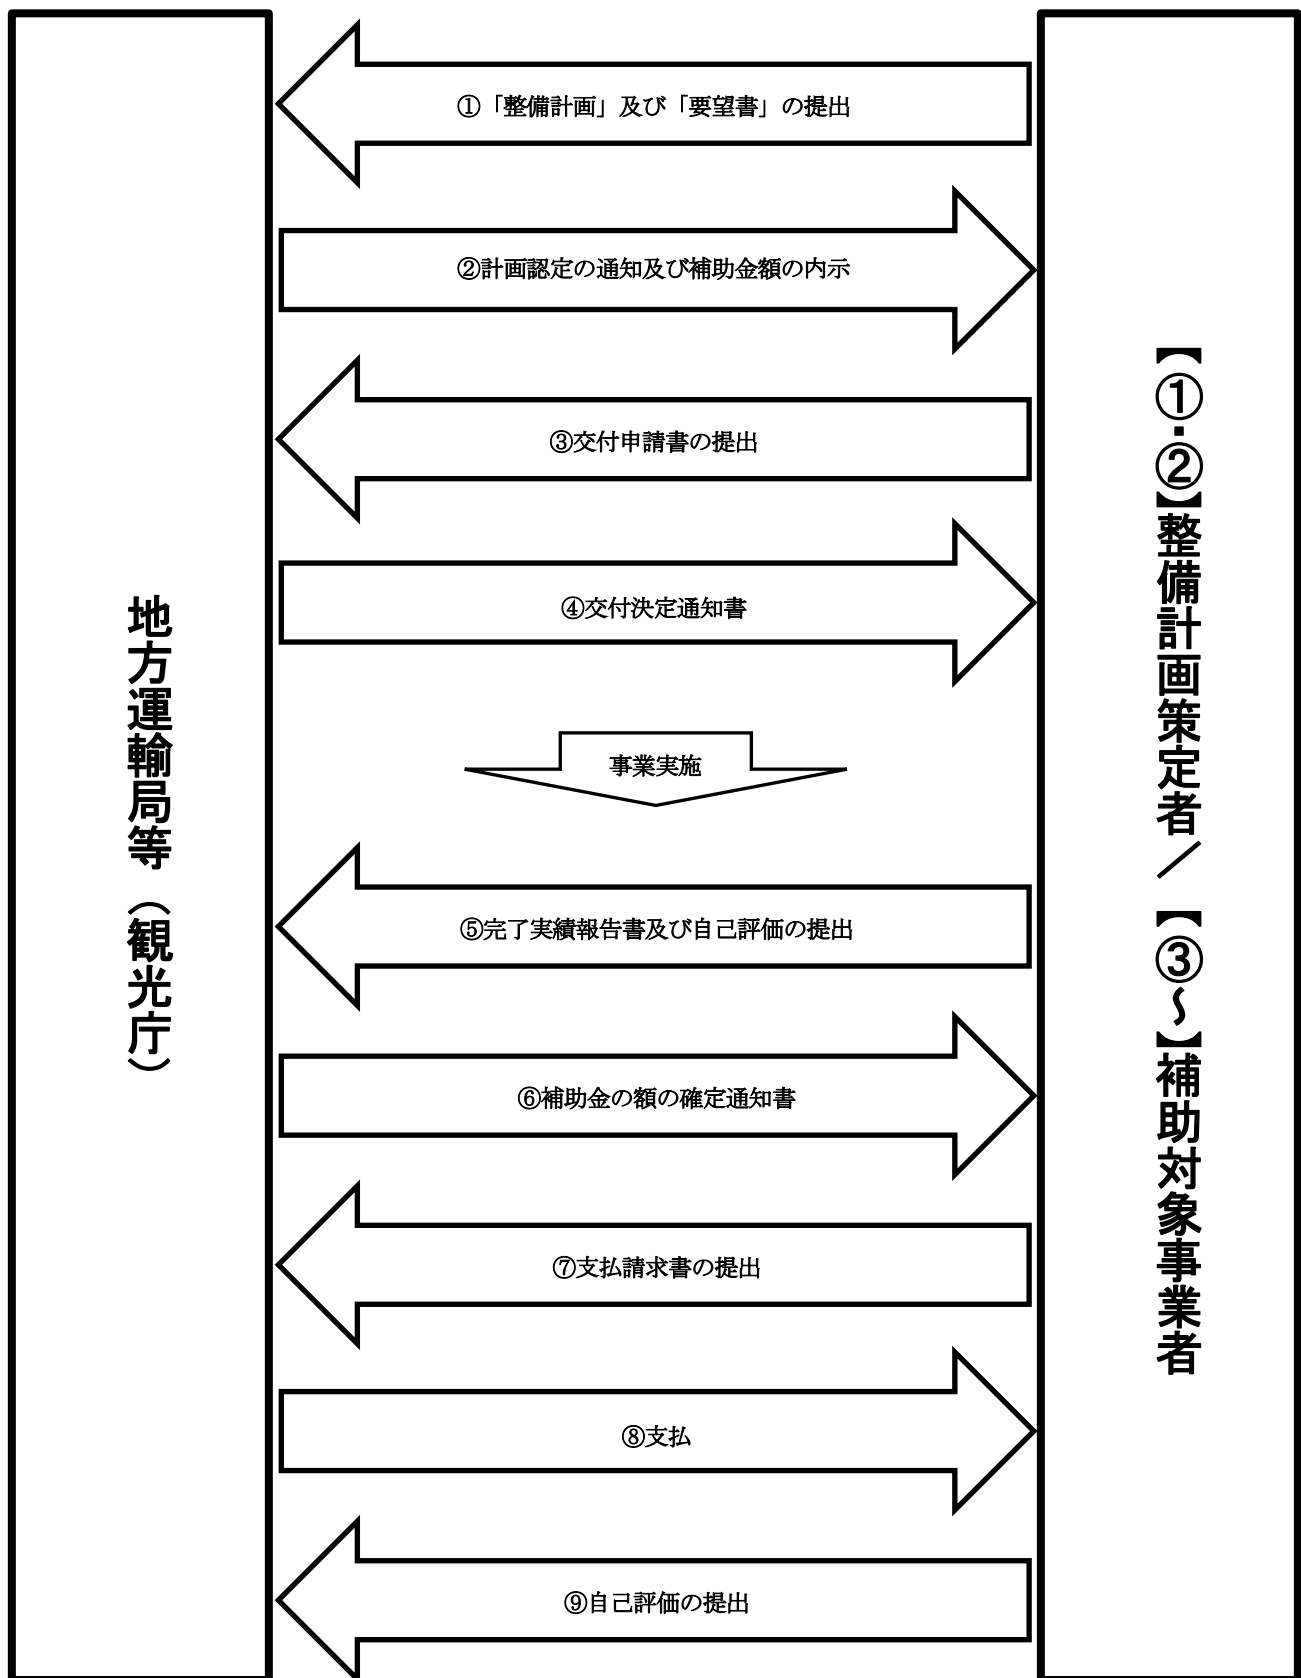 ①「整備計画」及び「要望書」の提出
②計画認定の通知及び補助金額の内示
③交付申請書の提出
④交付決定通知書
事業実施
⑤完了実績報告書及び自己評価の提出
⑥補助金の額の確定通知書
⑦支払請求書の提出
⑧支払
⑨自己評価の提出
地方運輸局等（観光庁）
【①・②】整備計画策定者／【③～】補助対象事業者